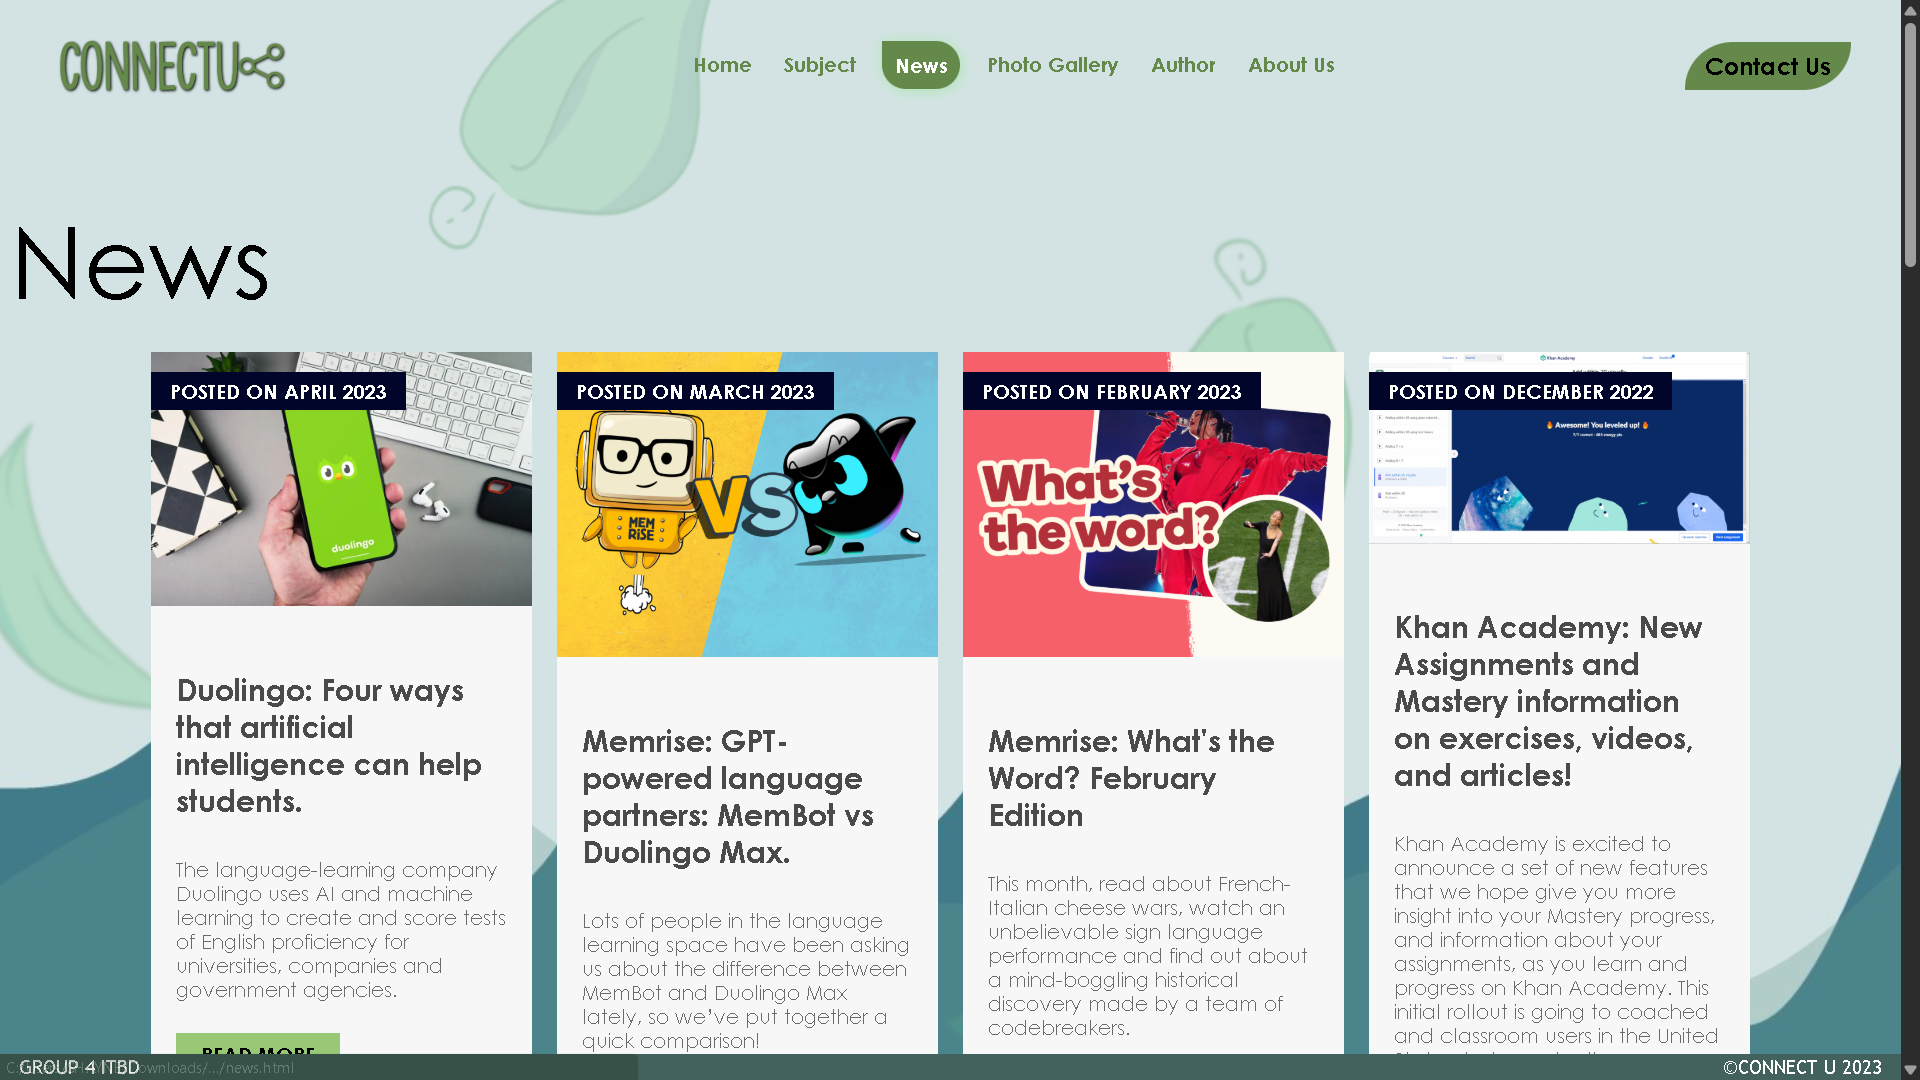 CONNECTU
Home Subject News Photo Gallery Author About Us
Contact Us
News
POSTED ON APRIL 2023
duolingo
Duolingo: Four ways
that artificial
intelligence can help
students.
The language-learning company
Duolingo uses AI and machine
learning to create and score tests
of English proficiency for
universities, companies and
government agencies.
READ MORE
POSTED ON MARCH 2023
MEM
RiSE
VS
Memrise: GPT-
powered language
partners: MemBot vs
Duolingo Max.
Lots of people in the language
learning space have been asking
us about the difference between
MemBot and Duolingo Max
lately, so we’ve put together a
quick comparison!
POSTED ON FEBRUARY 2023
What's
the word?
Memrise: What's the
Word? February
Edition
This month, read about French-
Italian cheese wars, watch an
unbelievable sign language
performance and find out about
a mind-boggling historical
discovery made by a team of
codebreakers.
Khan Academy
POSTED ON DECEMBER 2022
Awesome! You leveled up!
Khan Academy: New
Assignments and
Mastery information
on exercises, videos,
and articles!
Khan Academy is excited to
announce a set of new features
that we hope give you more
insight into your Mastery progress,
and information about your
assignments, as you learn and
progress on Khan Academy. This
initial rollout is going to coached
and classroom users in the United
GROUP 4 ITBD
ownloads/.../news.html
©CONNECT U 2023